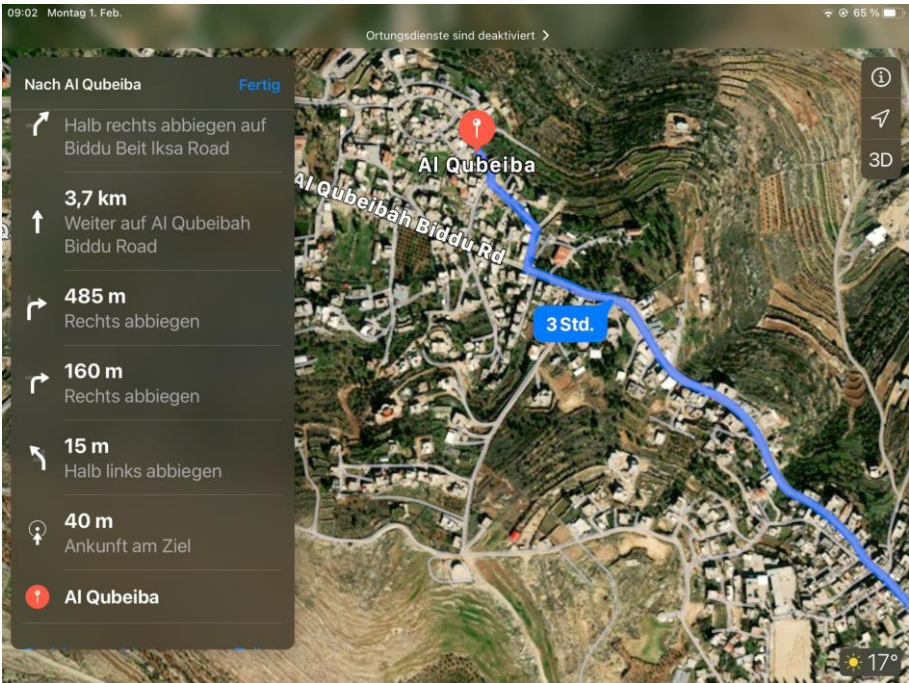 09:02 Montag 1. Feb.
65 %
Ortungsdienste sind deaktiviert
Nach Al Qubeiba
Fertig
Halb rechts abbiegen auf
Biddu Beit Iksa Road
3,7 km
Weiter auf Al Qubeibah
Biddu Road
485 m
Rechts abbiegen
160 m
Rechts abbiegen
15 m
Halb links abbiegen
40 m
Ankunft am Ziel
Al Qubeiba
Al Qubeiba
Al Qubeibah Biddu Rd
3 Std.
3D
17°